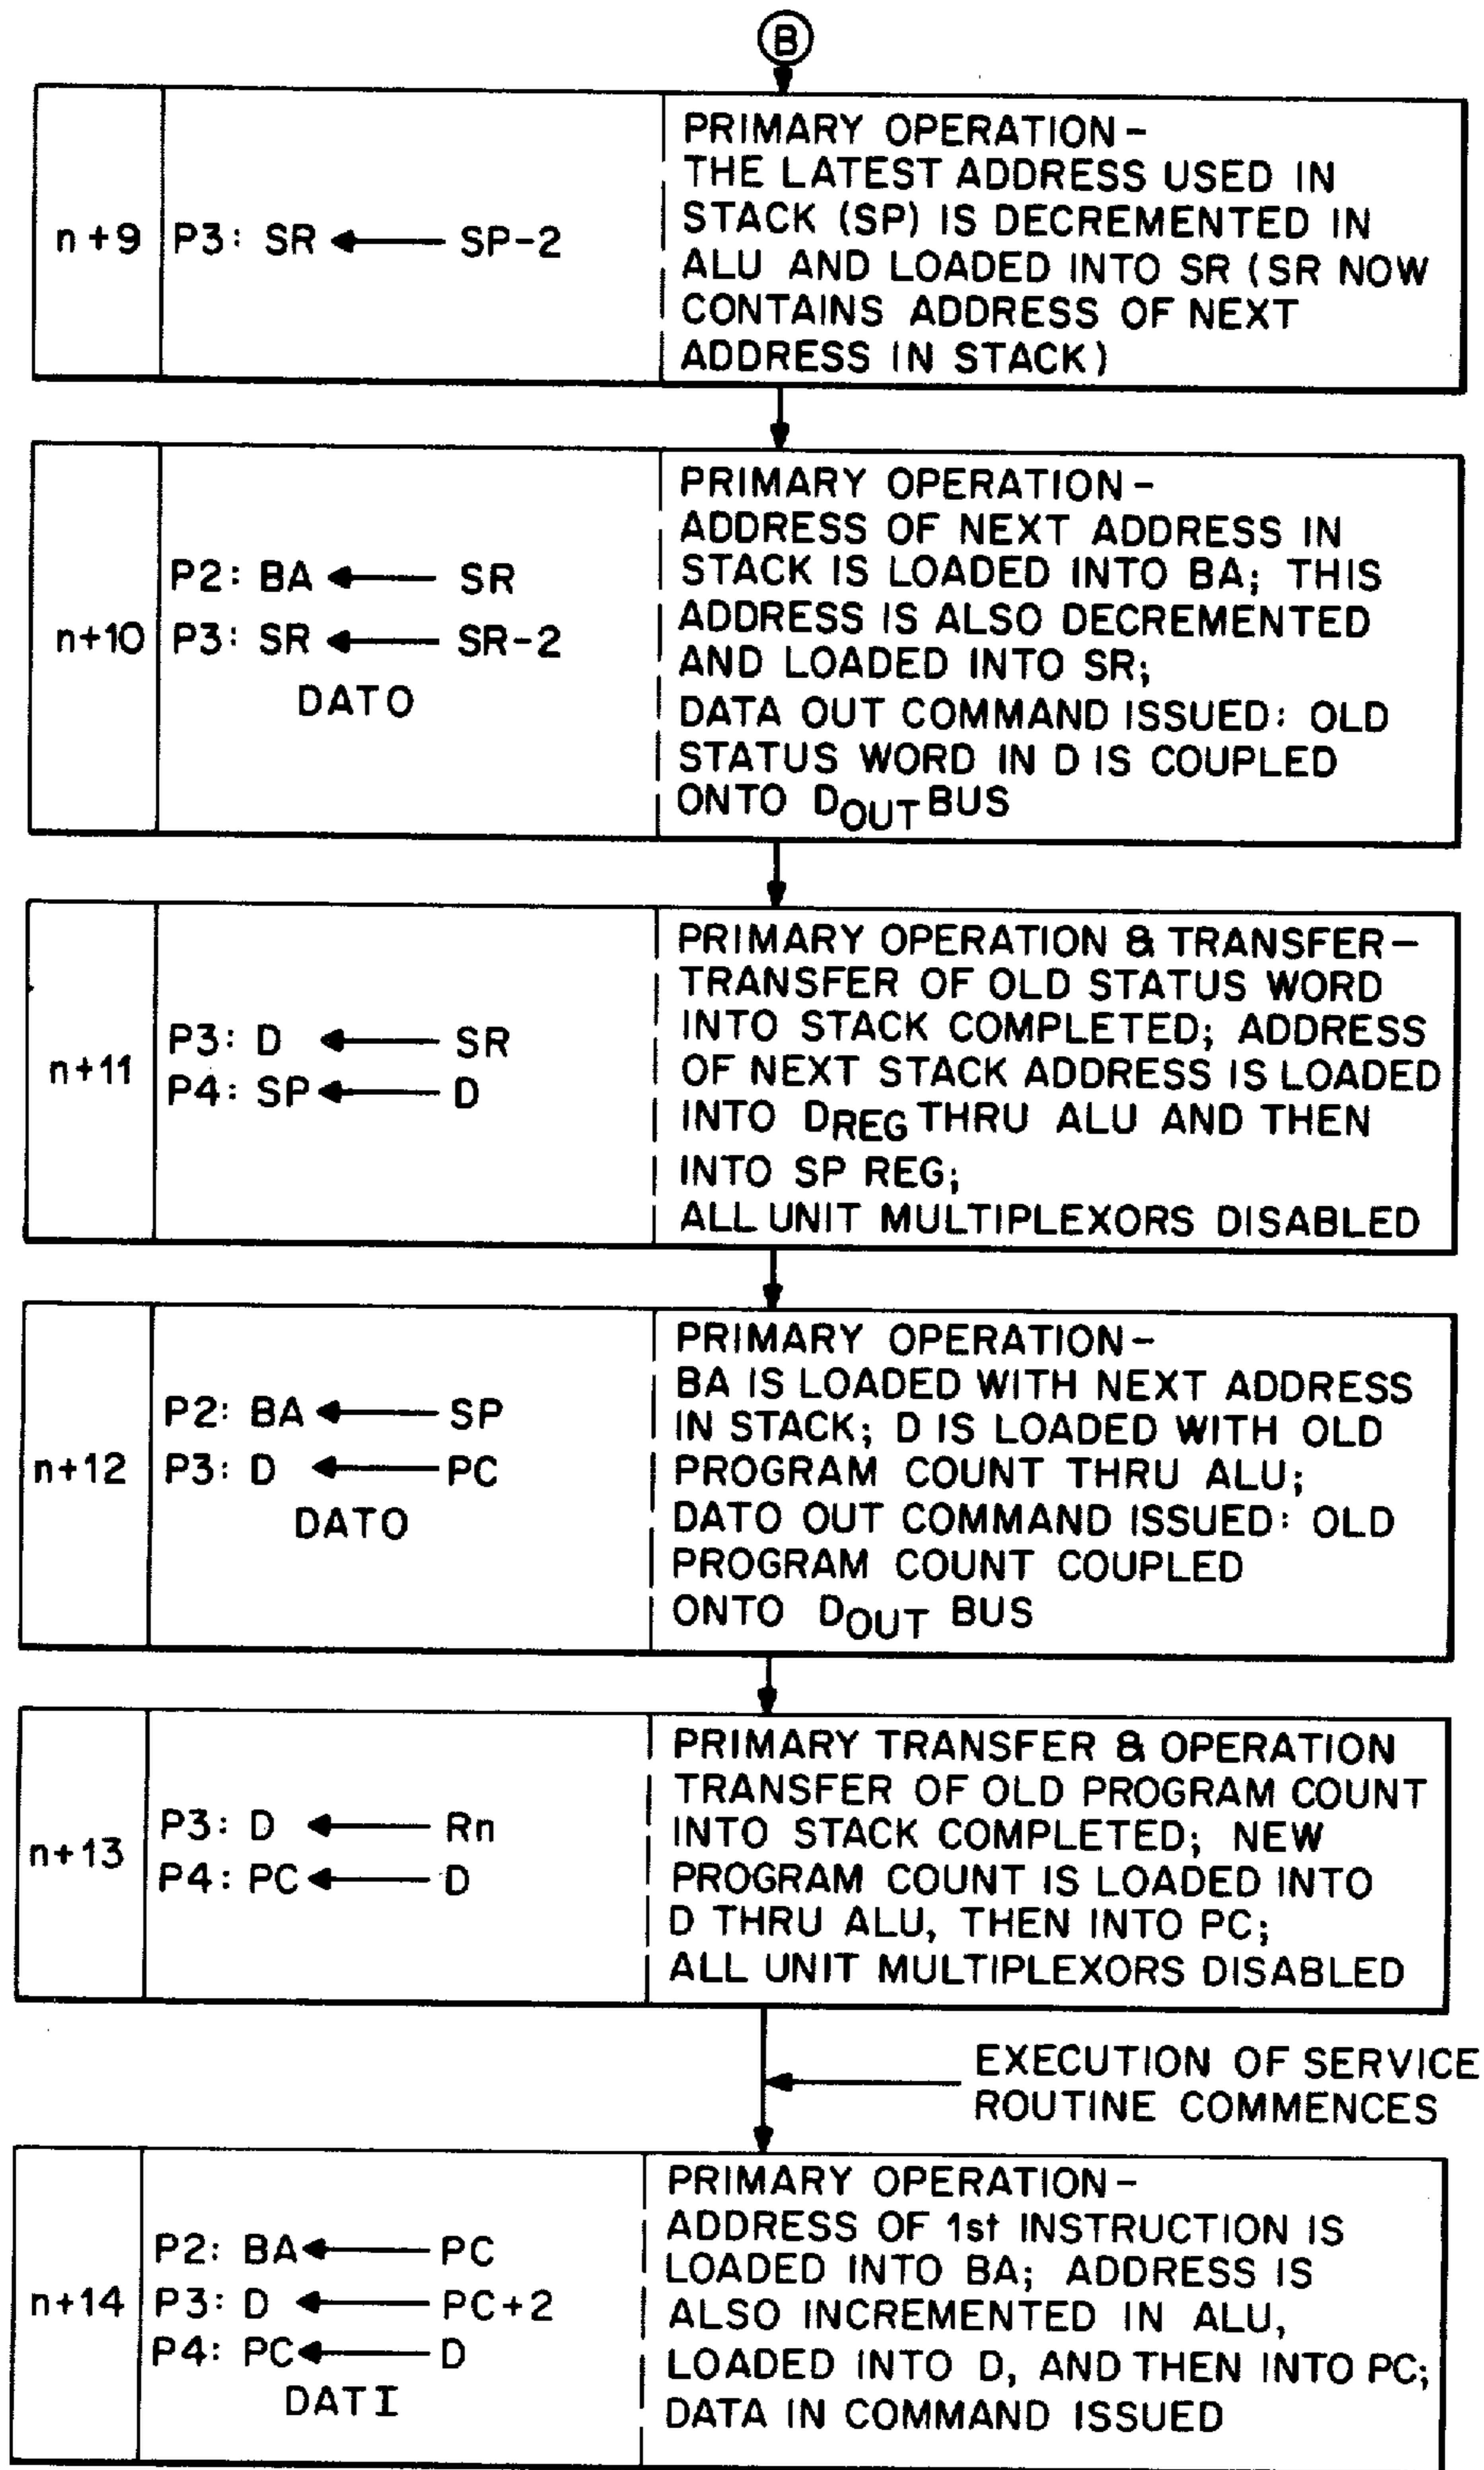 B
n+9
P3: SR ← SP-2
PRIMARY OPERATION-
THE LATEST ADDRESS USED IN
STACK (SP) IS DECREMENTED IN
ALU AND LOADED INTO SR (SR NOW
CONTAINS ADDRESS OF NEXT
ADDRESS IN STACK)
n+10
P2: BA ← SR
P3: SR ← SR-2
DATO
PRIMARY OPERATION-
ADDRESS OF NEXT ADDRESS IN
STACK IS LOADED INTO BA; THIS
ADDRESS IS ALSO DECREMENTED
AND LOADED INTO SR;
DATA OUT COMMAND ISSUED: OLD
STATUS WORD IN D IS COUPLED
ONTO DOUT BUS
n+11
P3: D ← SR
P4: SP ← D
PRIMARY OPERATION & TRANSFER-
TRANSFER OF OLD STATUS WORD
INTO STACK COMPLETED; ADDRESS
OF NEXT STACK ADDRESS IS LOADED
INTO DREG THRU ALU AND THEN
INTO SP REG;
ALL UNIT MULTIPLEXORS DISABLED
n+12
P2: BA ← SP
P3: D ← PC
DATO
PRIMARY OPERATION-
BA IS LOADED WITH NEXT ADDRESS
IN STACK; D IS LOADED WITH OLD
PROGRAM COUNT THRU ALU;
DATO OUT COMMAND ISSUED: OLD
PROGRAM COUNT COUPLED
ONTO DOUT BUS
n+13
P3: D ← Rn
P4: PC ← D
PRIMARY TRANSFER & OPERATION
TRANSFER OF OLD PROGRAM COUNT
INTO STACK COMPLETED; NEW
PROGRAM COUNT IS LOADED INTO
D THRU ALU, THEN INTO PC;
ALL UNIT MULTIPLEXORS DISABLED
EXECUTION OF SERVICE
ROUTINE COMMENCES
n+14
P2: BA ← PC
P3: D ← PC+2
P4: PC ← D
DATI
PRIMARY OPERATION-
ADDRESS OF 1st INSTRUCTION IS
LOADED INTO BA; ADDRESS IS
ALSO INCREMENTED IN ALU,
LOADED INTO D, AND THEN INTO PC;
DATA IN COMMAND ISSUED